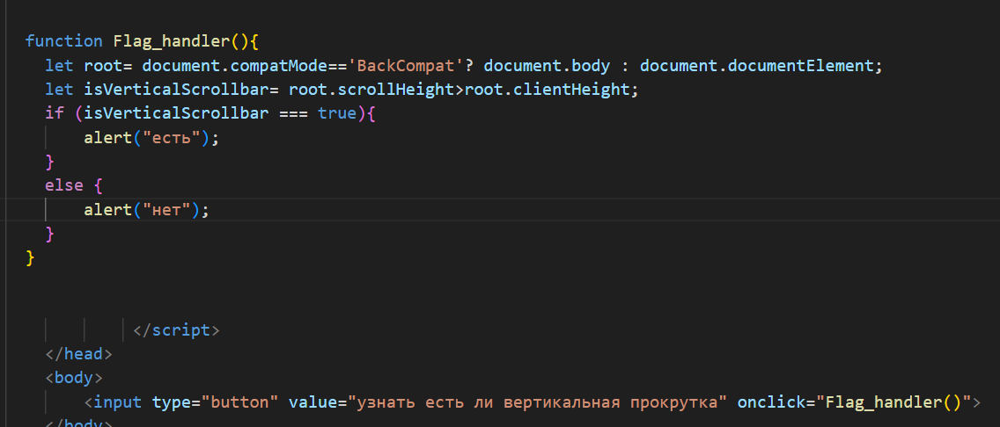 function Flag_handler(){
let root= document.compatMode=='BackCompat'? document.body : document.documentElement;
let isVerticalScrollbar= root.scrollHeight>root.clientHeight;
if (isVerticalScrollbar === true){
alert("есть");
}
else {
alert("нет");
}
}
</script>
</head>
<body>
<input type="button" value="узнать есть ли вертикальная прокрутка" onclick="Flag_handler()">
</body>